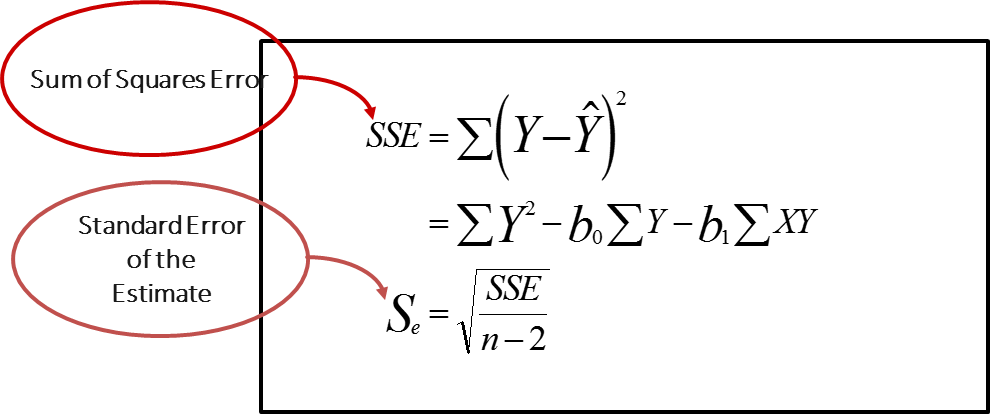 Sum of Squares Error
SSE = ∑(Y−Ŷ)²
= ∑Y² − b₀∑Y − b₁∑XY
Standard Error
of the
Estimate
Sₑ = √(SSE / n − 2)